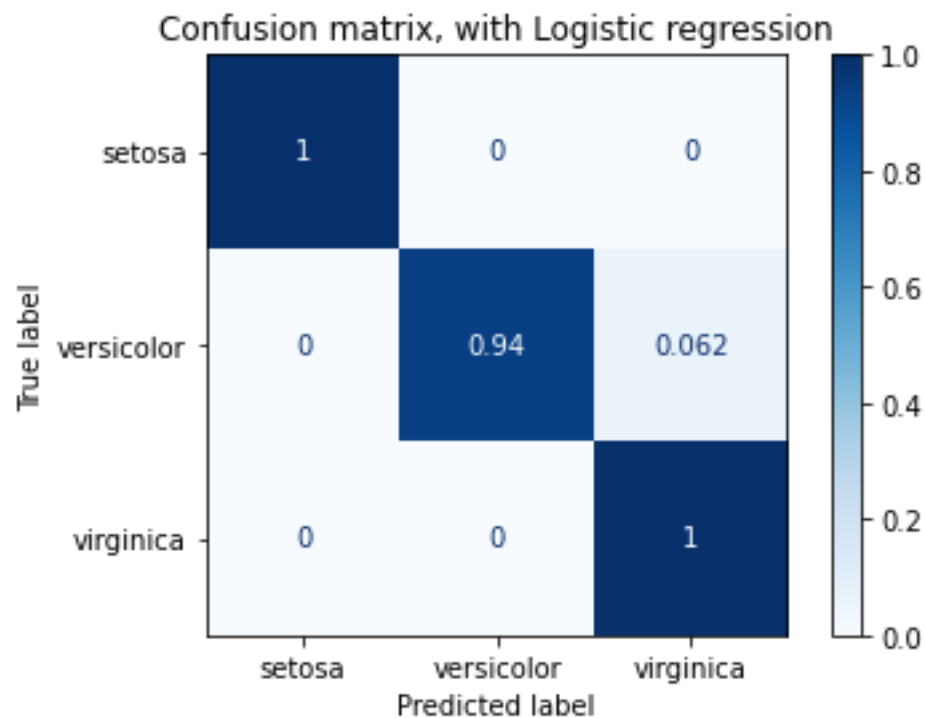 Confusion matrix, with Logistic regression
1.0
setosa 1 0 0
0.8
True label
0.6
versicolor 0 0.94 0.062
0.4
virginica 0 0 1
0.2
0.0
setosa versicolor virginica
Predicted label